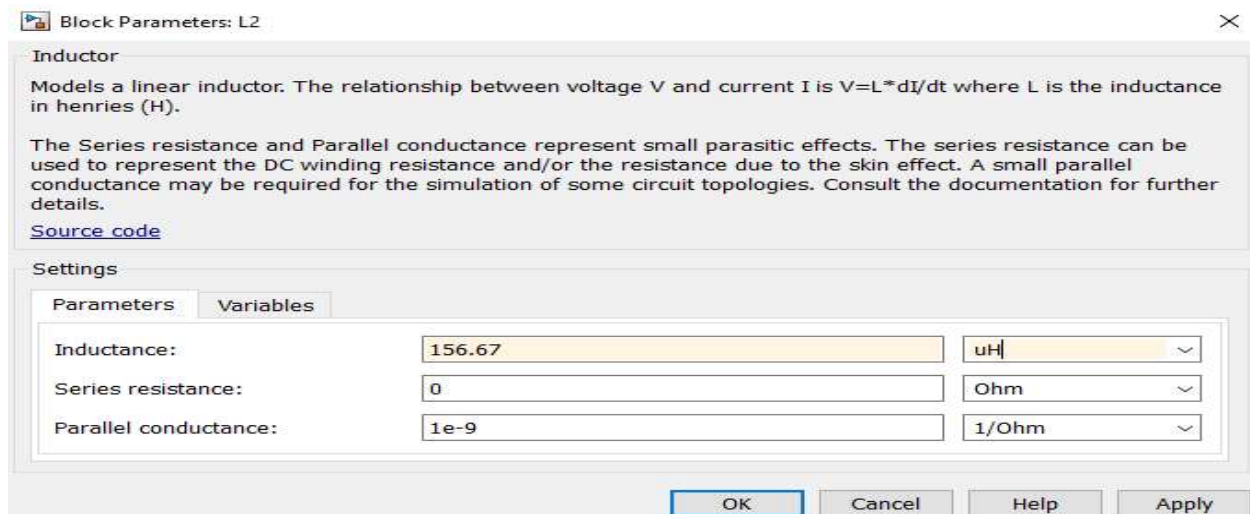 Block Parameters: L2
Inductor
Models a linear inductor. The relationship between voltage V and current I is V=L*dI/dt where L is the inductance
in henries (H).
The Series resistance and Parallel conductance represent small parasitic effects. The series resistance can be
used to represent the DC winding resistance and/or the resistance due to the skin effect. A small parallel
conductance may be required for the simulation of some circuit topologies. Consult the documentation for further
details.
Source code
Settings
Parameters Variables
Inductance: 156.67 uH
Series resistance: 0 Ohm
Parallel conductance: 1e-9 1/Ohm
OK Cancel Help Apply